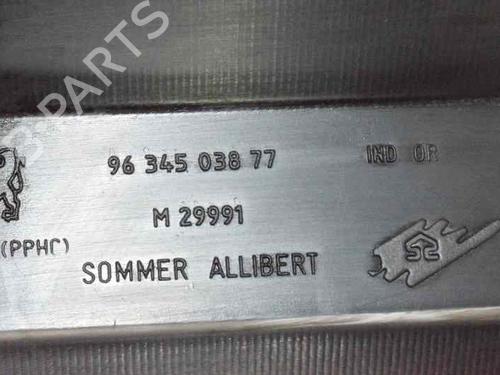 B-PARTS
96 345 038 77
IND OR
M 29991
(PPHC)
SOMMER ALLIBERT